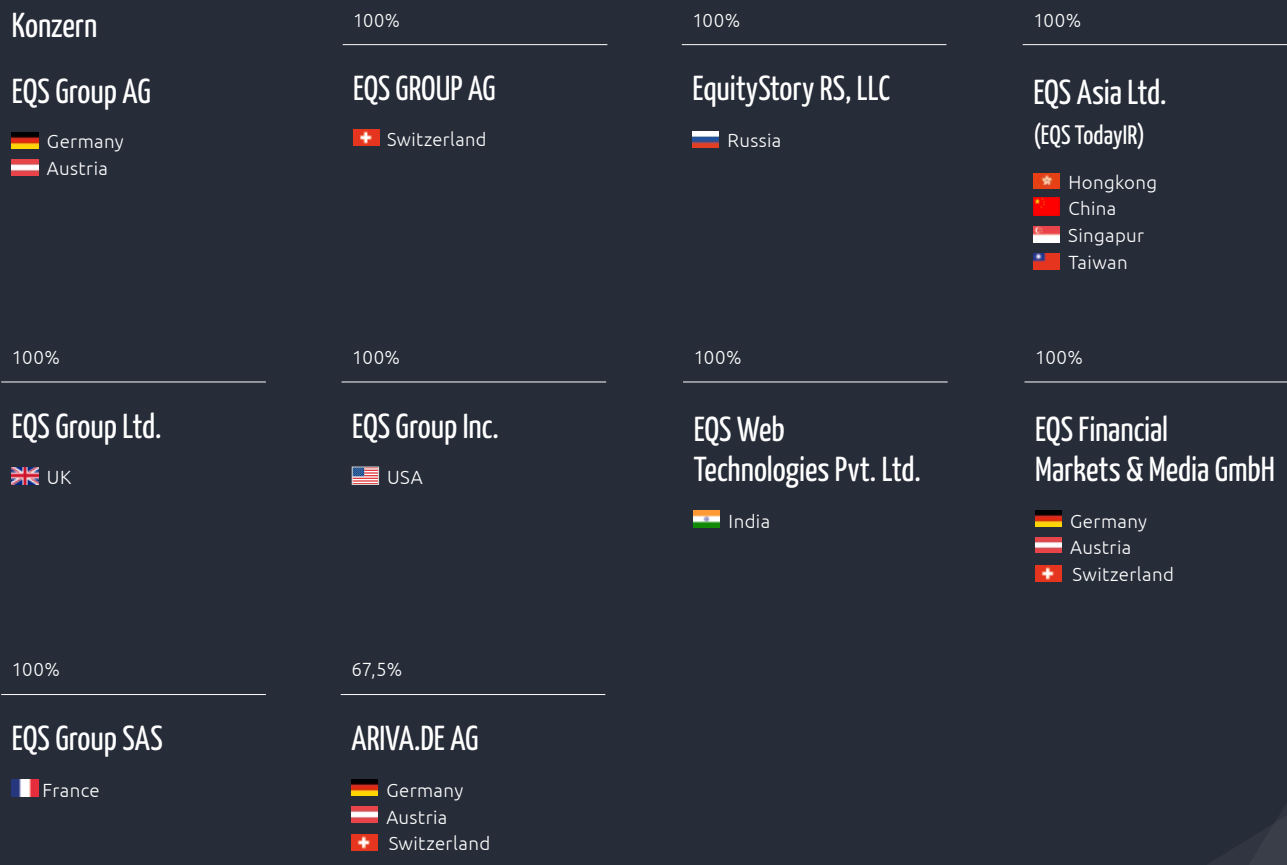 Konzern
EQS Group AG
Germany
Austria
100%
EQS GROUP AG
Switzerland
100%
EquityStory RS, LLC
Russia
100%
EQS Asia Ltd.
(EQS TodayIR)
Hongkong
China
Singapur
Taiwan
100%
EQS Group Ltd.
UK
100%
EQS Group Inc.
USA
100%
EQS Web
Technologies Pvt. Ltd.
India
100%
EQS Financial
Markets & Media GmbH
Germany
Austria
Switzerland
100%
EQS Group SAS
France
67,5%
ARIVA.DE AG
Germany
Austria
Switzerland